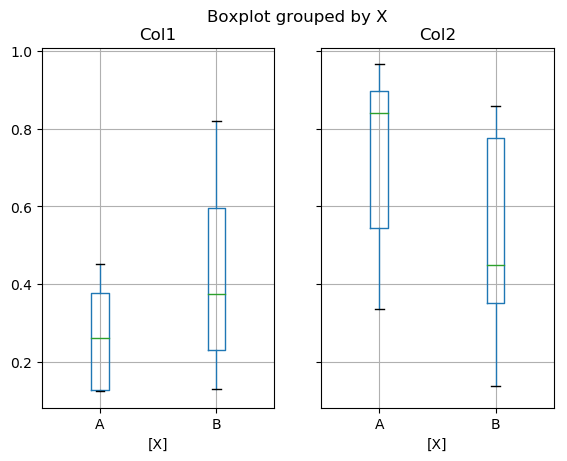 Boxplot grouped by X
Col1
Col2
1.0
0.8
0.6
0.4
0.2
A
B
A
B
[X]
[X]